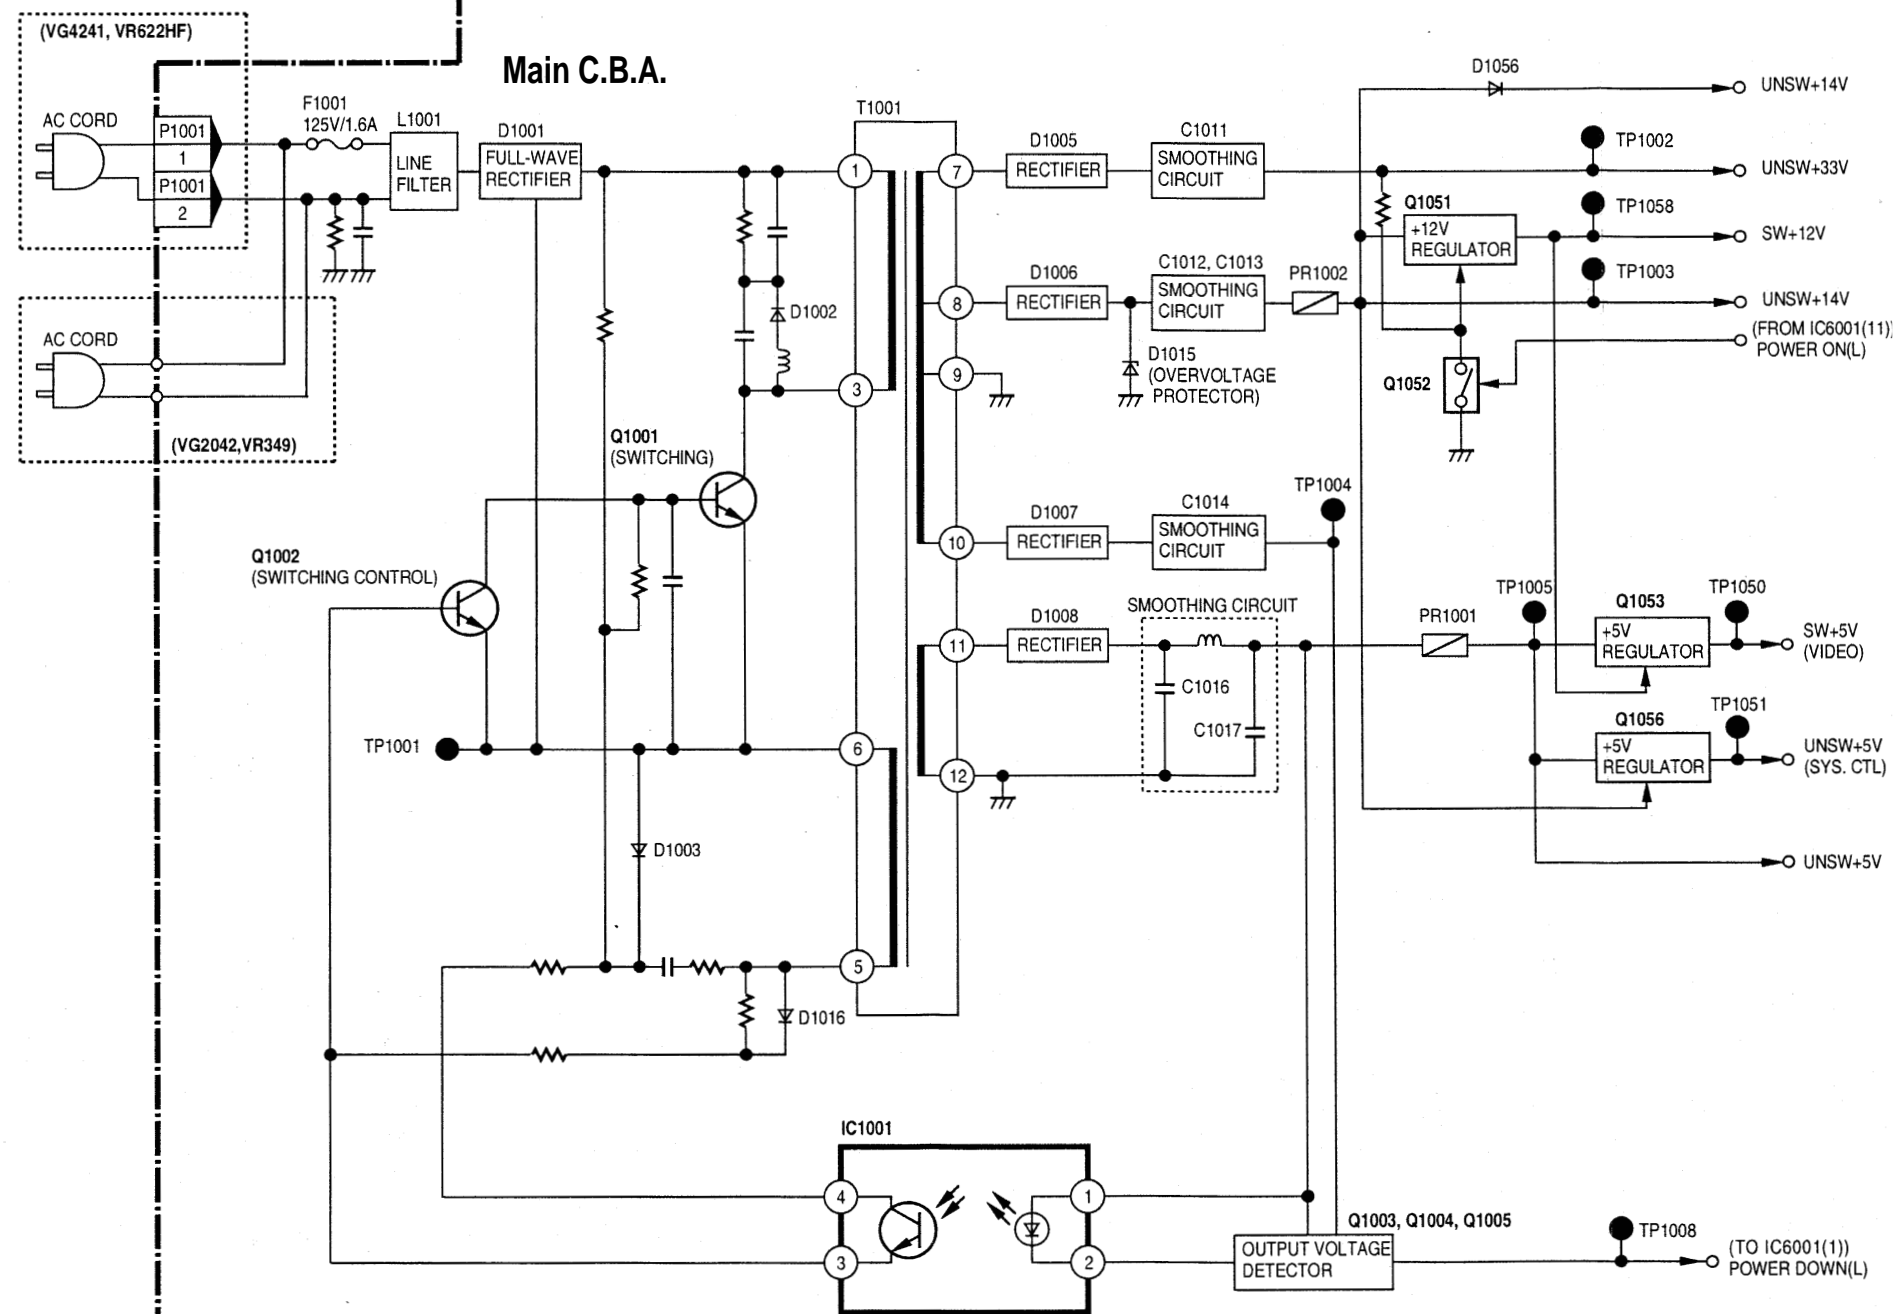 (VG4241, VR622HF)
Main C.B.A.
AC CORD
P1001
1
P1001
2
F1001
125V/1.6A
L1001
LINE
FILTER
D1001
FULL-WAVE
RECTIFIER
AC CORD
(VG2042,VR349)
D1002
Q1001
(SWITCHING)
Q1002
(SWITCHING CONTROL)
TP1001
D1003
D1016
T1001
1
3
6
5
7
8
9
10
11
12
D1005
RECTIFIER
C1011
SMOOTHING
CIRCUIT
D1006
RECTIFIER
C1012, C1013
SMOOTHING
CIRCUIT
PR1002
D1015
(OVERVOLTAGE
PROTECTOR)
D1007
RECTIFIER
C1014
SMOOTHING
CIRCUIT
TP1004
D1008
RECTIFIER
SMOOTHING CIRCUIT
C1016
C1017
D1056
UNSW+14V
TP1002
UNSW+33V
Q1051
+12V
REGULATOR
TP1058
SW+12V
TP1003
UNSW+14V
(FROM IC6001(11))
POWER ON(L)
Q1052
PR1001
TP1005
Q1053
+5V
REGULATOR
TP1050
SW+5V
(VIDEO)
Q1056
+5V
REGULATOR
TP1051
UNSW+5V
(SYS. CTL)
UNSW+5V
IC1001
4
3
1
2
Q1003, Q1004, Q1005
OUTPUT VOLTAGE
DETECTOR
TP1008
(TO IC6001(1))
POWER DOWN(L)